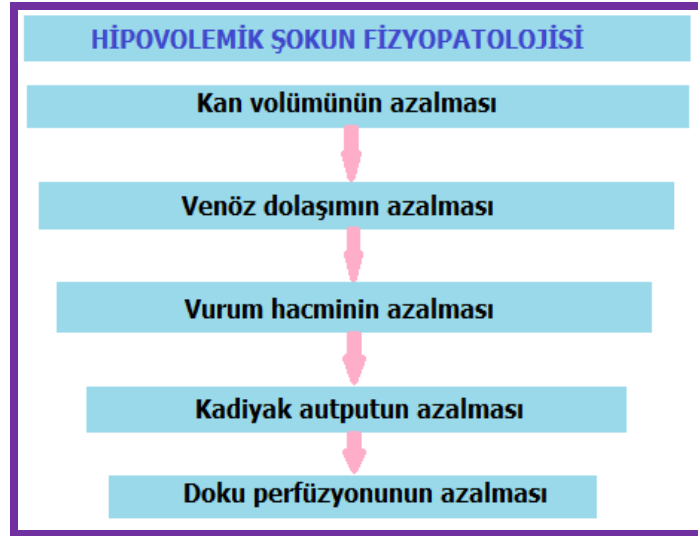 HİPOVOLEMİK ŞOKUN FİZYOPATOLOJİSİ
Kan volümünün azalması
Venöz dolaşımın azalması
Vurum hacminin azalması
Kadiyak autputun azalması
Doku perfüzyonunun azalması